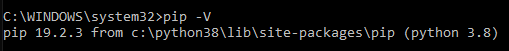 C:\WINDOWS\system32>pip -V
pip 19.2.3 from c:\python38\lib\site-packages\pip (python 3.8)